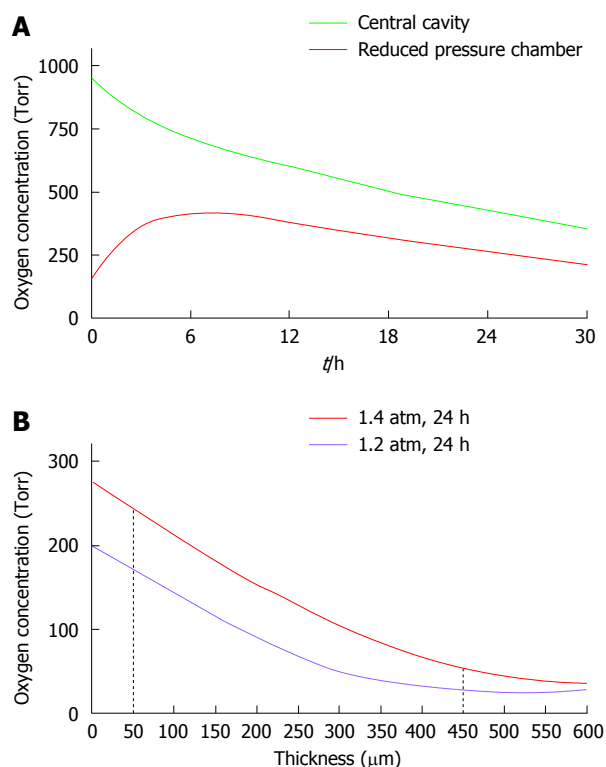 A
Central cavity
Reduced pressure chamber
Oxygen concentration (Torr)
1000
750
500
250
0
0 6 12 18 24 30
t/h
B
1.4 atm, 24 h
1.2 atm, 24 h
Oxygen concentration (Torr)
300
200
100
0
0 50 100 150 200 250 300 350 400 450 500 550 600
Thickness (μm)